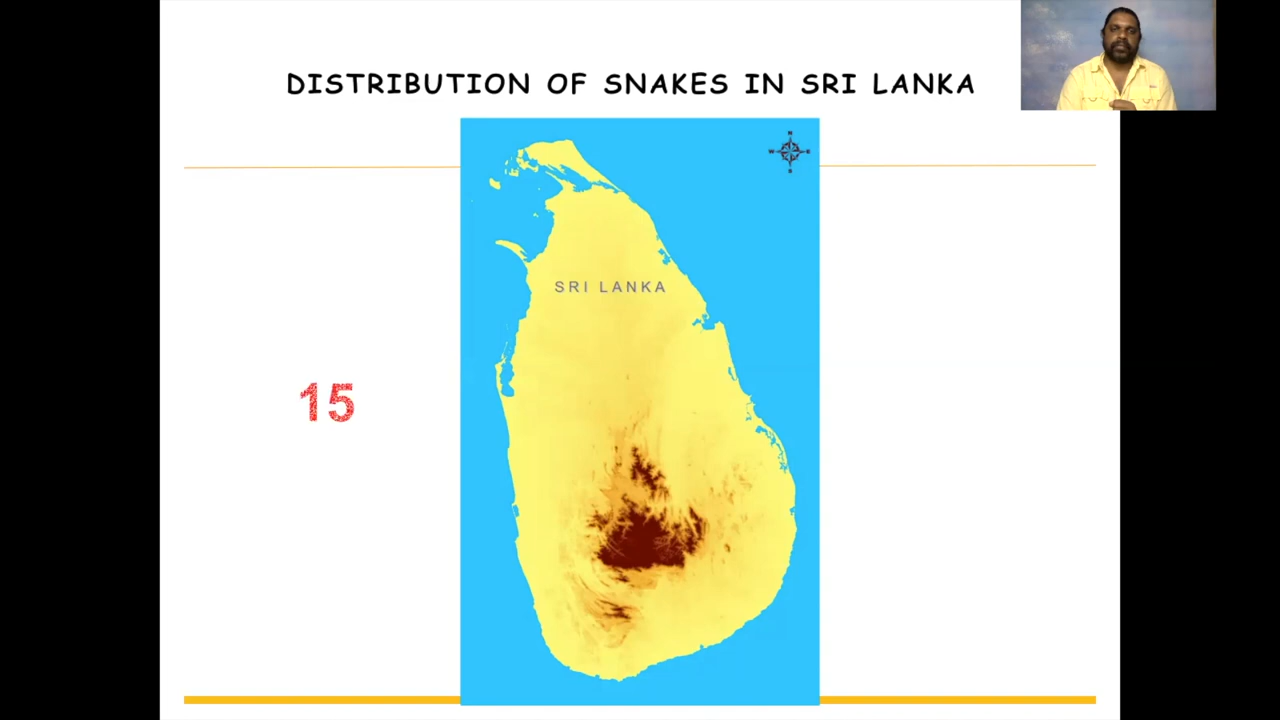 DISTRIBUTION OF SNAKES IN SRI LANKA
N
W E
S
SRI LANKA
15